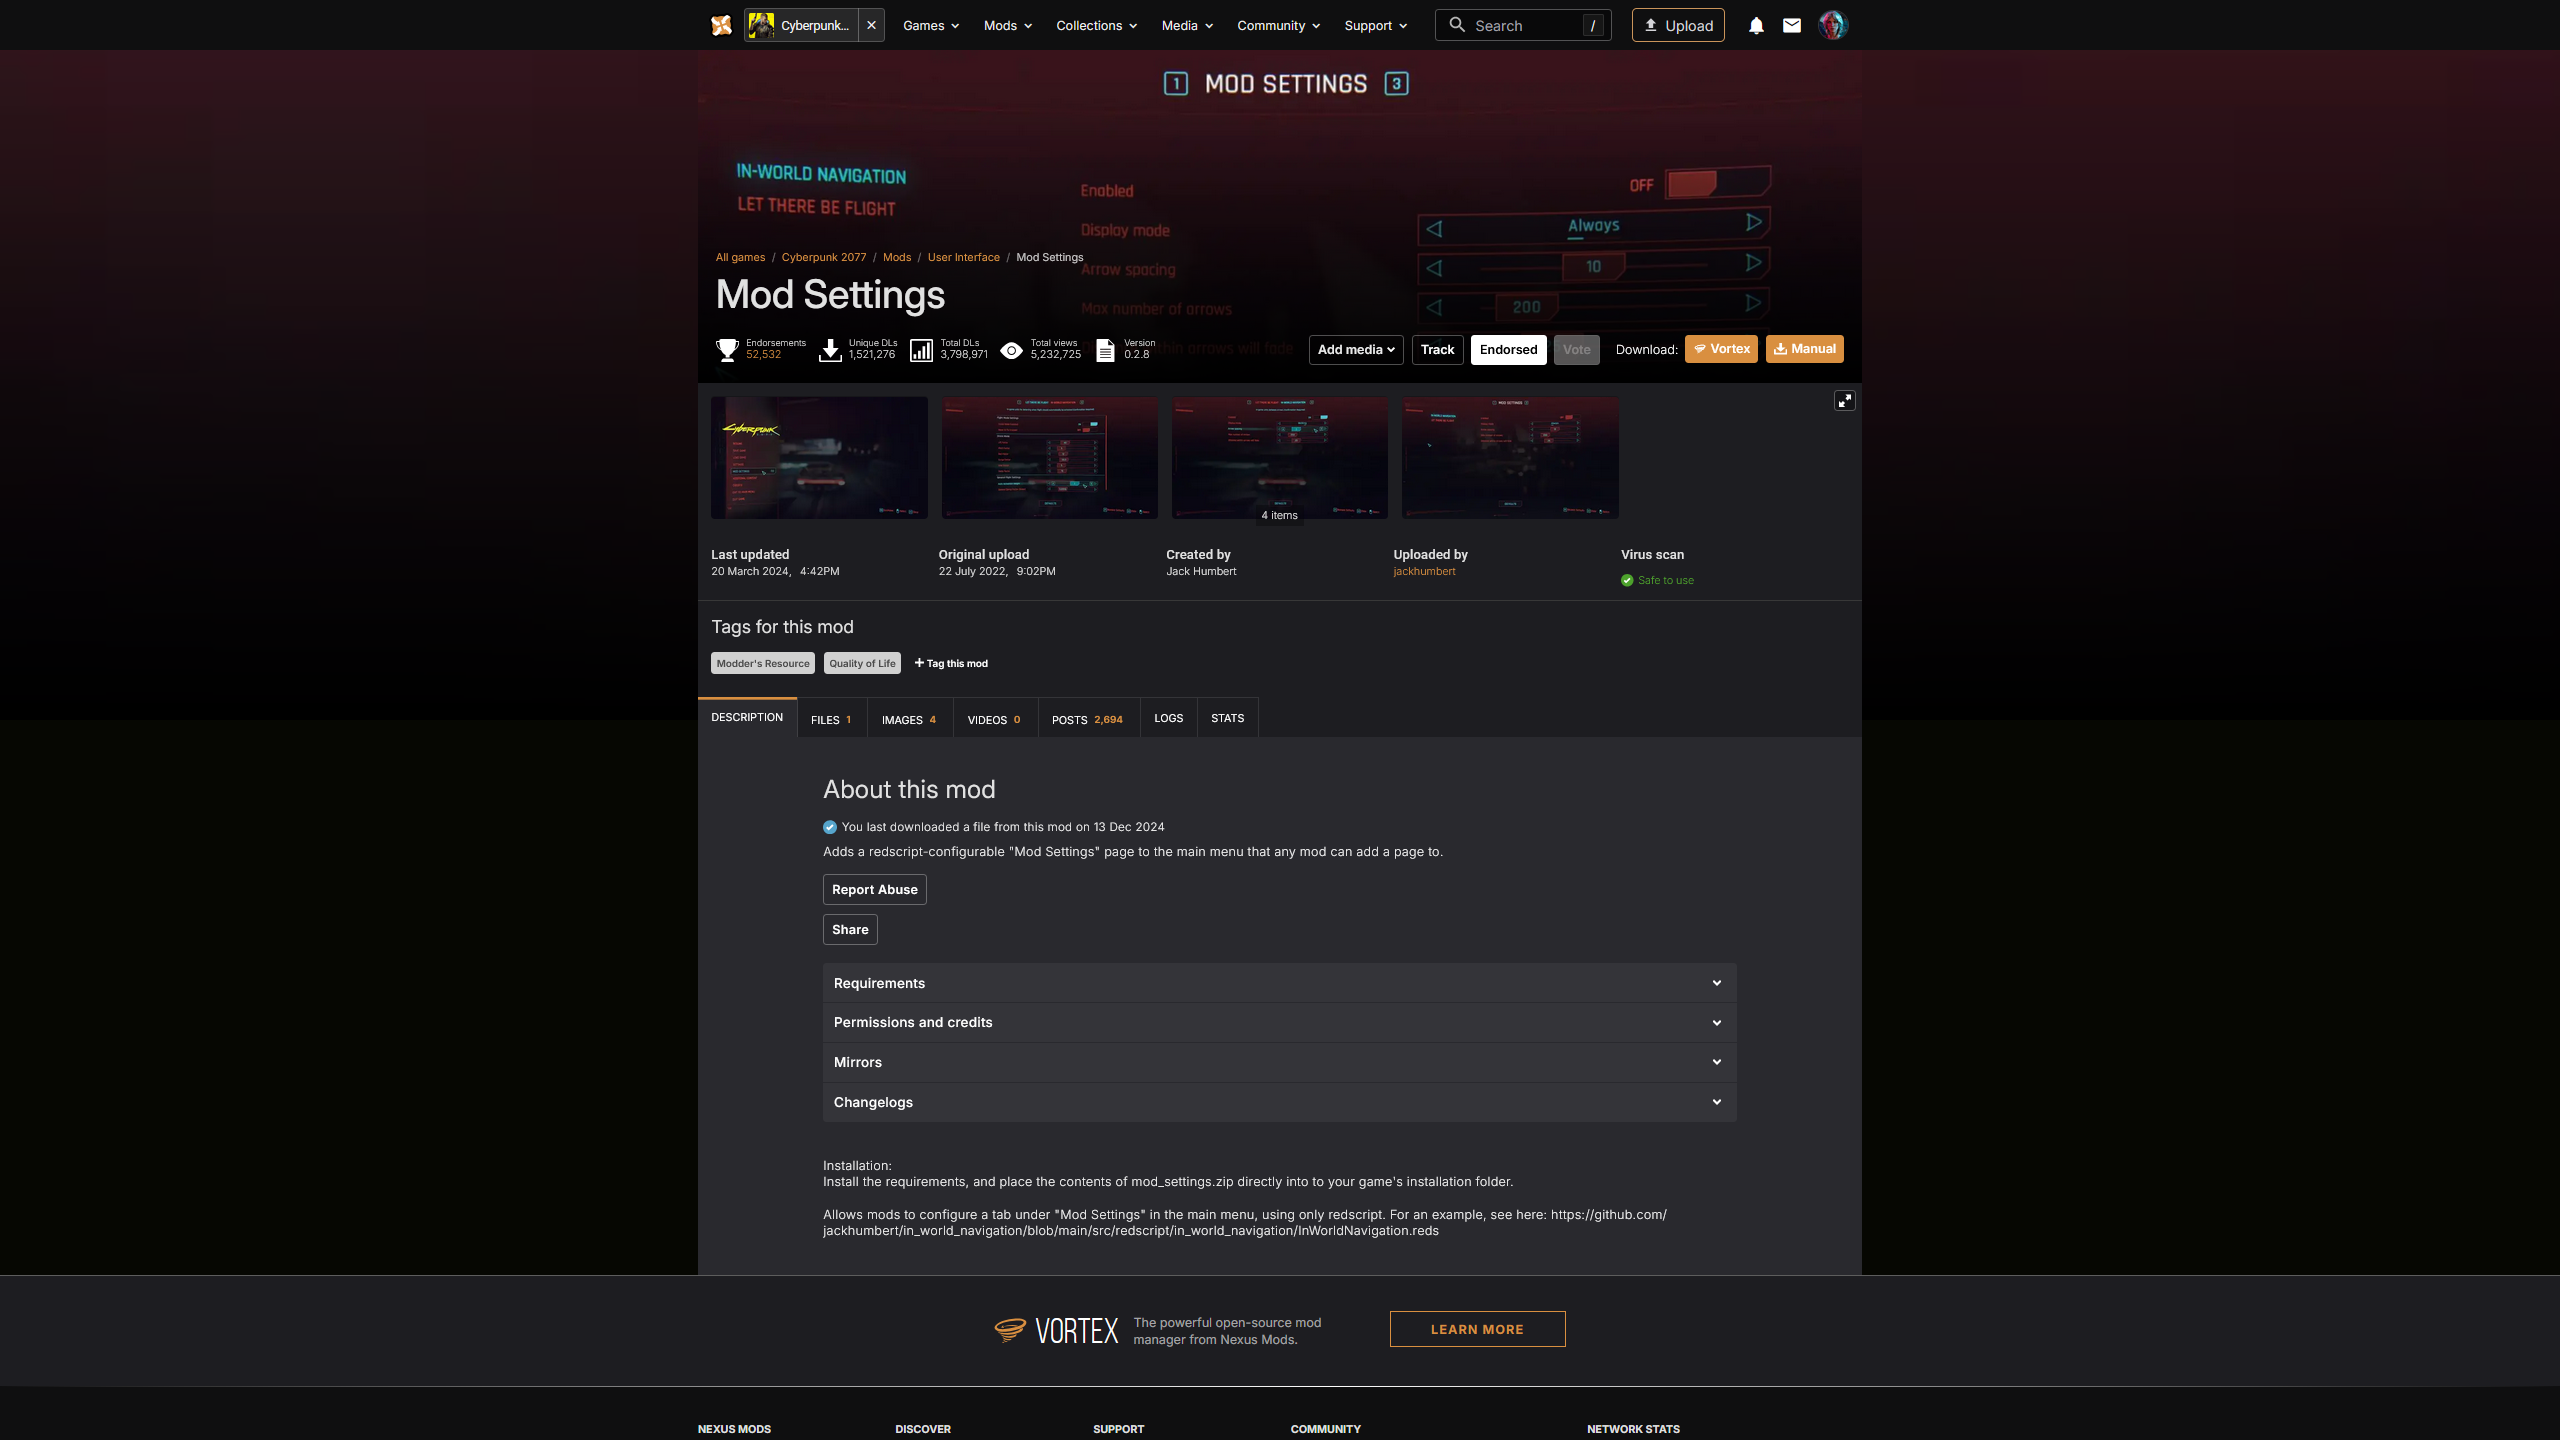 Cyberpunk...
Games
Mods
Collections
Media
Community
Support
Search
/
Upload
1 MOD SETTINGS 3
IN-WORLD NAVIGATION
LET THERE BE FLIGHT
Enabled
OFF
Display mode
Always
Arrow spacing
10
Max number of arrows
200
All games / Cyberpunk 2077 / Mods / User Interface / Mod Settings
Mod Settings
Endorsements
52,532
Unique DLs
1,521,276
Total DLs
3,798,971
Total views
5,232,725
Version
0.2.8
within arrows will fade
Add media
Track
Endorsed
Vote
Download:
Vortex
Manual
4 items
Last updated
20 March 2024, 4:42PM
Original upload
22 July 2022, 9:02PM
Created by
Jack Humbert
Uploaded by
jackhumbert
Virus scan
Safe to use
Tags for this mod
Modder's Resource
Quality of Life
Tag this mod
DESCRIPTION
FILES 1
IMAGES 4
VIDEOS 0
POSTS 2,694
LOGS
STATS
About this mod
You last downloaded a file from this mod on 13 Dec 2024
Adds a redscript-configurable "Mod Settings" page to the main menu that any mod can add a page to.
Report Abuse
Share
Requirements
Permissions and credits
Mirrors
Changelogs
Installation:
Install the requirements, and place the contents of mod_settings.zip directly into to your game's installation folder.
Allows mods to configure a tab under "Mod Settings" in the main menu, using only redscript. For an example, see here: https://github.com/
jackhumbert/in_world_navigation/blob/main/src/redscript/in_world_navigation/InWorldNavigation.reds
VORTEX
The powerful open-source mod
manager from Nexus Mods.
LEARN MORE
NEXUS MODS
DISCOVER
SUPPORT
COMMUNITY
NETWORK STATS